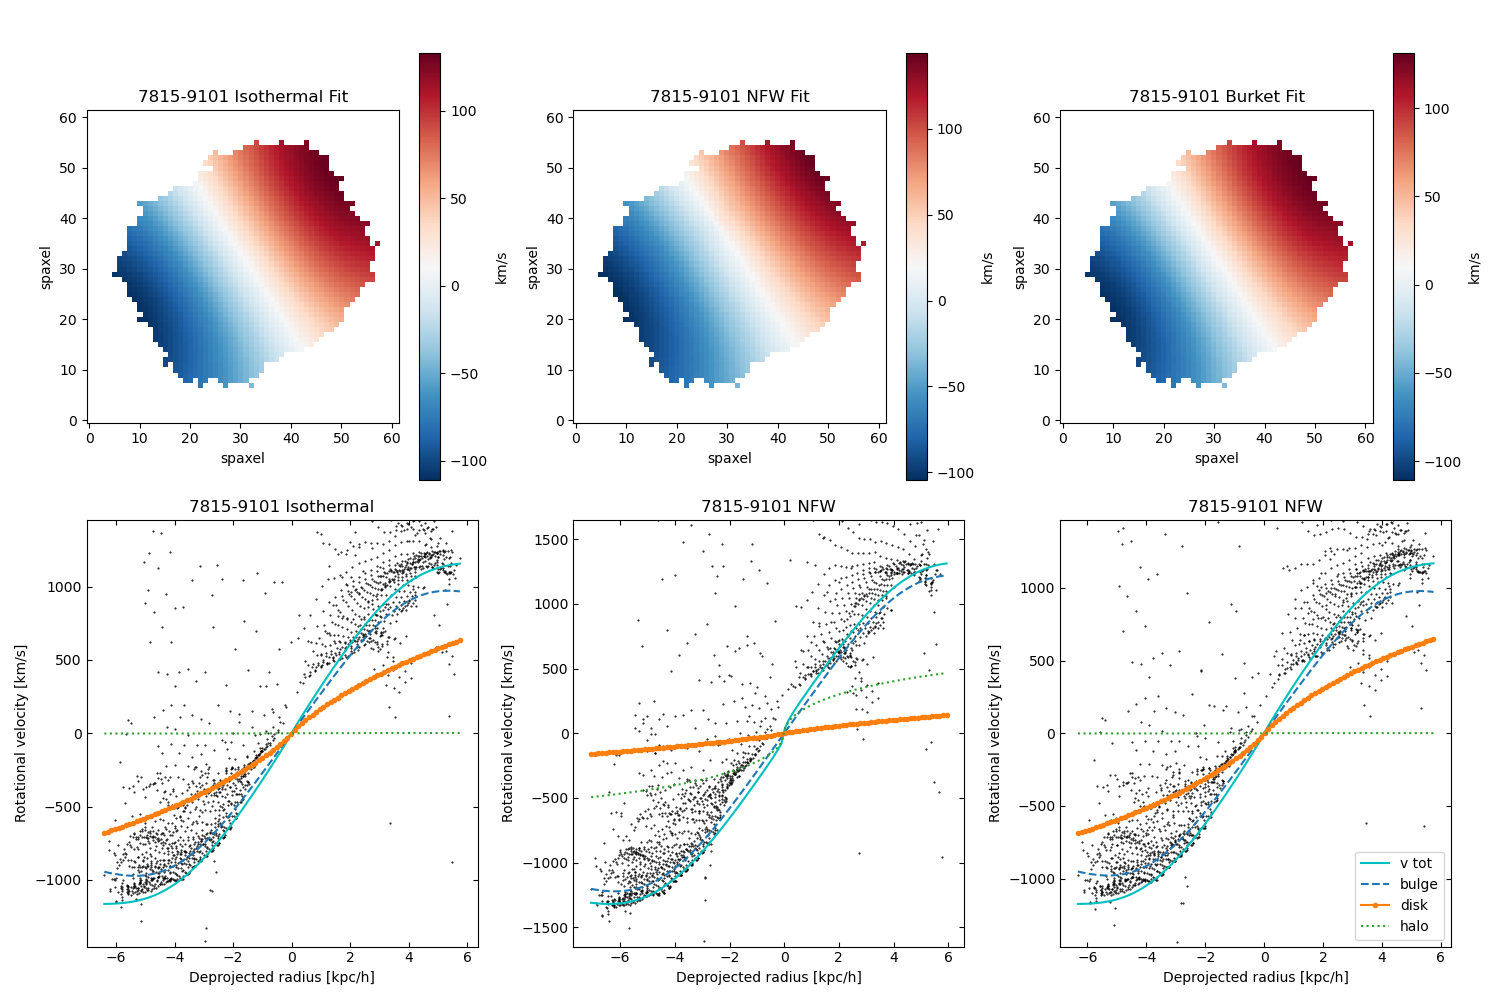 7815-9101 Isothermal Fit
60
50
40
30
20
10
0
0 10 20 30 40 50 60
spaxel
spaxel
100
50
0
−50
−100
km/s
7815-9101 NFW Fit
60
50
40
30
20
10
0
0 10 20 30 40 50 60
spaxel
spaxel
100
50
0
−50
−100
km/s
7815-9101 Burket Fit
60
50
40
30
20
10
0
0 10 20 30 40 50 60
spaxel
spaxel
100
50
0
−50
−100
km/s
7815-9101 Isothermal
1000
500
0
−500
−1000
−6 −4 −2 0 2 4 6
Rotational velocity [km/s]
Deprojected radius [kpc/h]
7815-9101 NFW
1500
1000
500
0
−500
−1000
−1500
−6 −4 −2 0 2 4 6
Rotational velocity [km/s]
Deprojected radius [kpc/h]
7815-9101 NFW
1000
500
0
−500
−1000
−6 −4 −2 0 2 4 6
Rotational velocity [km/s]
Deprojected radius [kpc/h]
v tot
bulge
disk
halo